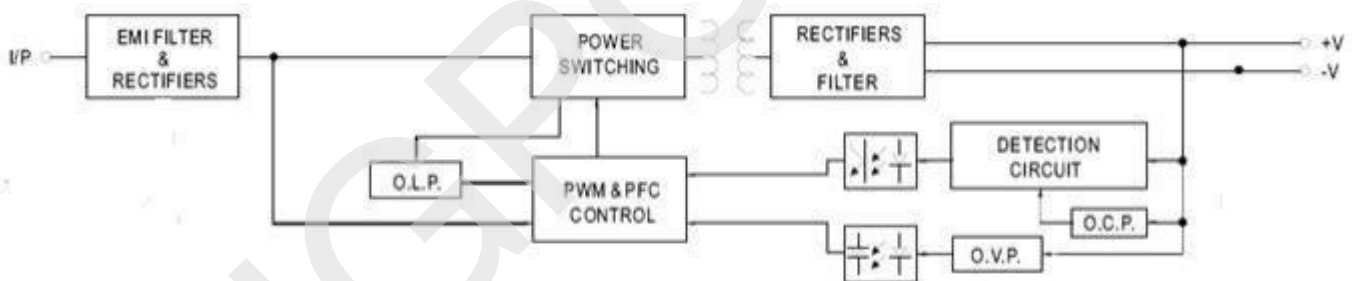 I/P
EMI FILTER
&
RECTIFIERS
POWER
SWITCHING
RECTIFIERS
&
FILTER
+V
-V
O.L.P.
PWM & PFC
CONTROL
DETECTION
CIRCUIT
O.C.P.
O.V.P.